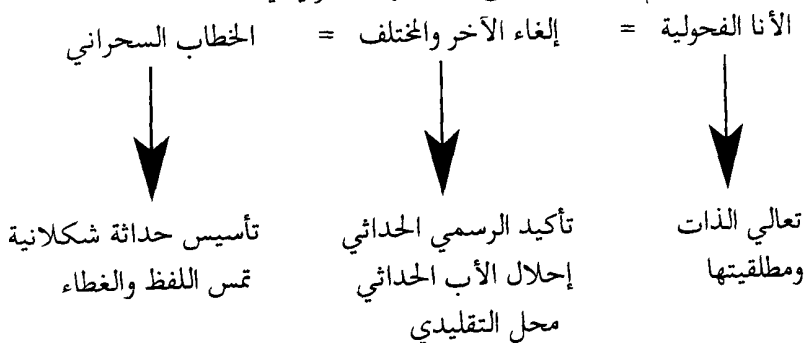 الأنا الفحولية = إلغاء الآخر والمختلف = الخطاب السحراني
تعالي الذات
ومطلقيتها
تأكيد الرسمي الحداثي
إحلال الأب الحداثي
محل التقليدي
تأسيس حداثة شكلانية
تمس اللفظ والغطاء